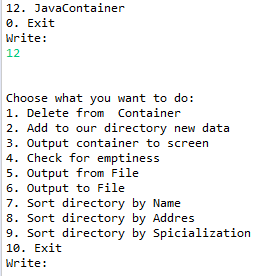 12. JavaContainer
0. Exit
Write:
12
Choose what you want to do:
1. Delete from  Container
2. Add to our directory new data
3. Output container to screen
4. Check for emptiness
5. Output from File
6. Output to File
7. Sort directory by Name
8. Sort directory by Addres
9. Sort directory by Spicialization
10. Exit
Write: